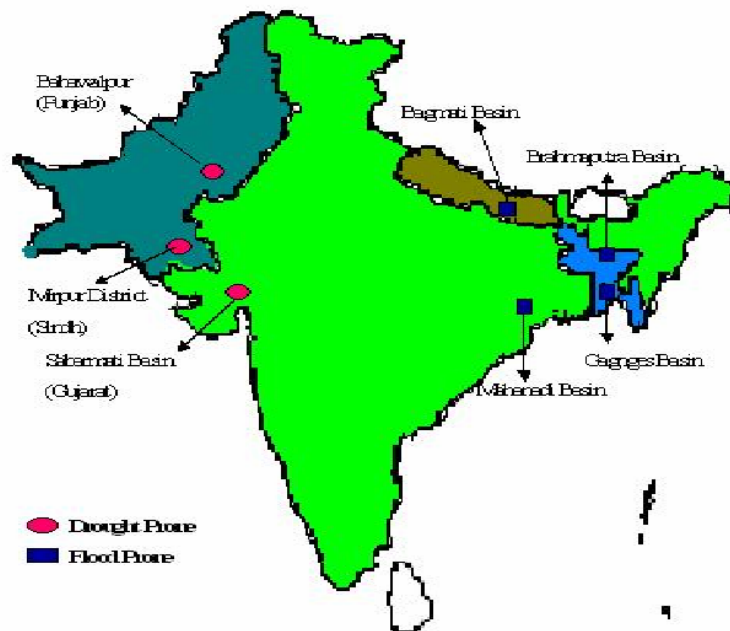 Bahawalpur
(Punjab)
Bagmati Basin
Brahmaputra Basin
Mirpur District
(Sindh)
Sabarmati Basin
(Gujarat)
Gagnges Basin
Mahanadi Basin
Drought Prone
Flood Prone